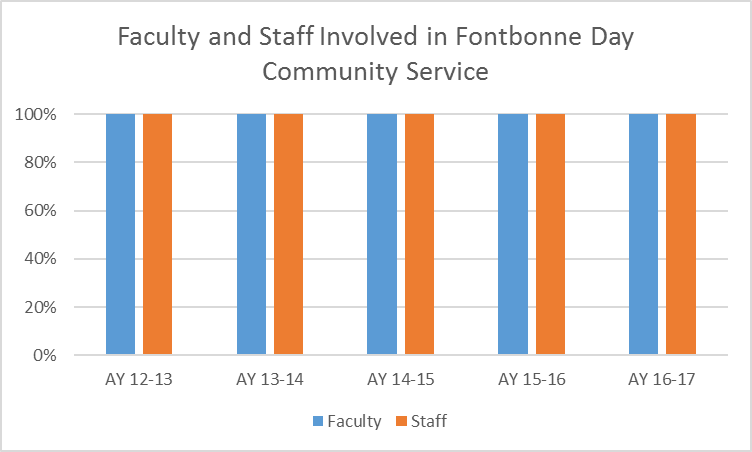 Faculty and Staff Involved in Fontbonne Day
Community Service
100%
80%
60%
40%
20%
0%
AY 12-13 AY 13-14 AY 14-15 AY 15-16 AY 16-17
Faculty Staff